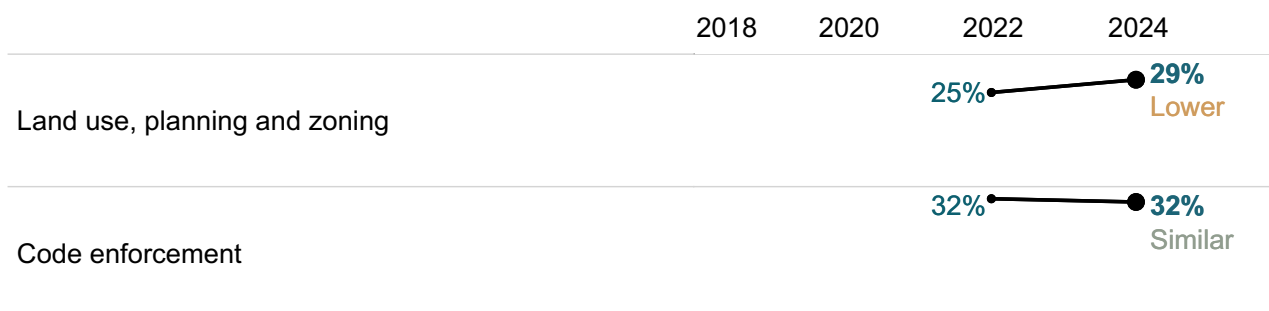 2018 2020 2022 2024
29%
25%
Lower
Land use, planning and zoning
32% 32%
Similar
Code enforcement